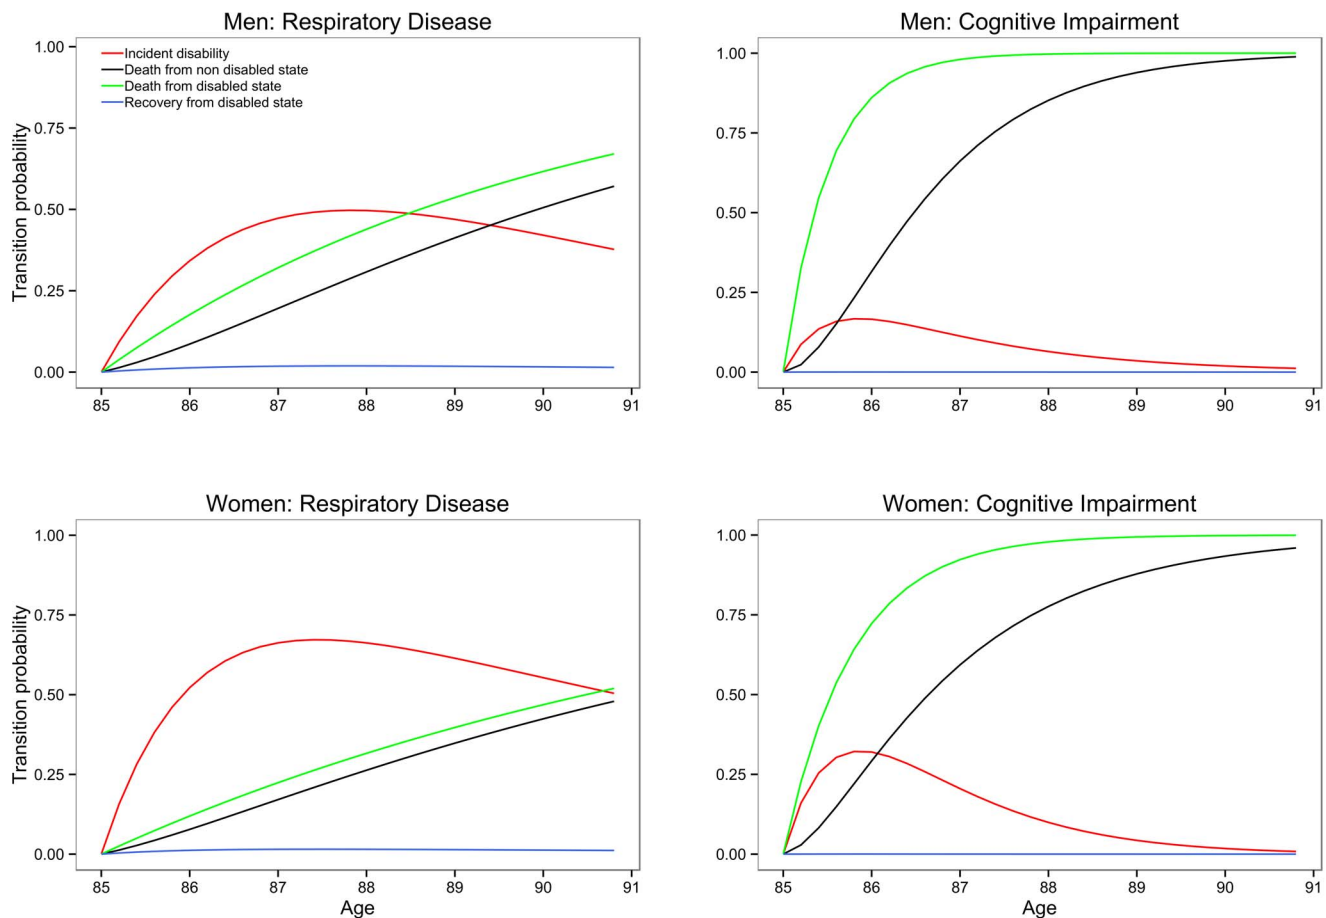 Men: Respiratory Disease
1.00
0.75
0.50
0.25
0.00
Transition probability
Incident disability
Death from non disabled state
Death from disabled state
Recovery from disabled state
85 86 87 88 89 90 91
Men: Cognitive Impairment
1.00
0.75
0.50
0.25
0.00
85 86 87 88 89 90 91
Women: Respiratory Disease
1.00
0.75
0.50
0.25
0.00
Transition probability
85 86 87 88 89 90 91
Age
Women: Cognitive Impairment
1.00
0.75
0.50
0.25
0.00
85 86 87 88 89 90 91
Age